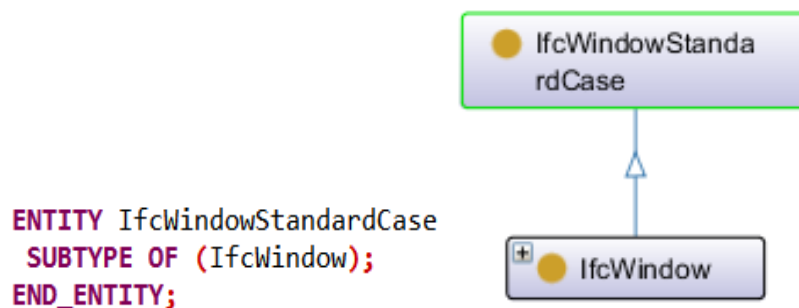 IfcWindowStanda
rdCase
ENTITY IfcWindowStandardCase
SUBTYPE OF (IfcWindow);
END_ENTITY;
IfcWindow